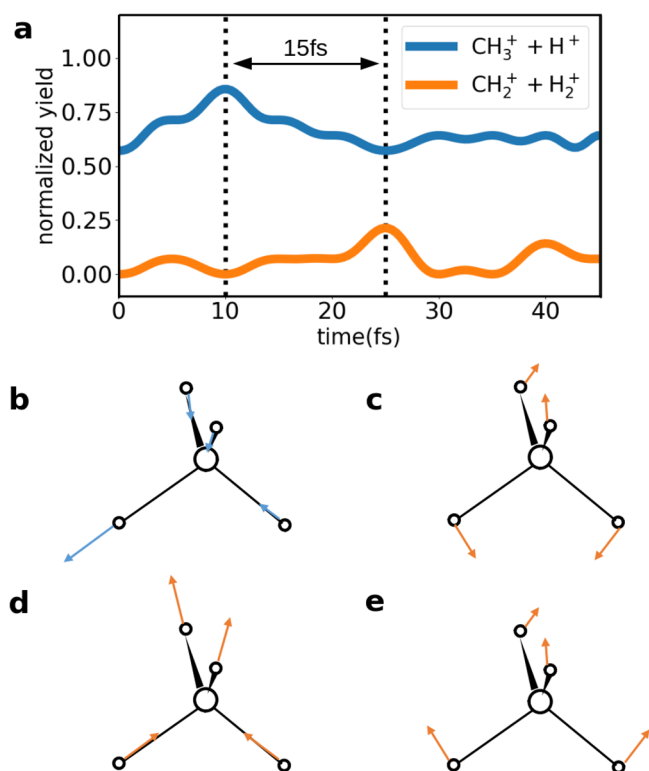 a
1.00
0.75
0.50
0.25
0.00
normalized yield
15fs
CH₃⁺ + H⁺
CH₂⁺ + H₂⁺
0
10
20
30
40
time(fs)
b
c
d
e